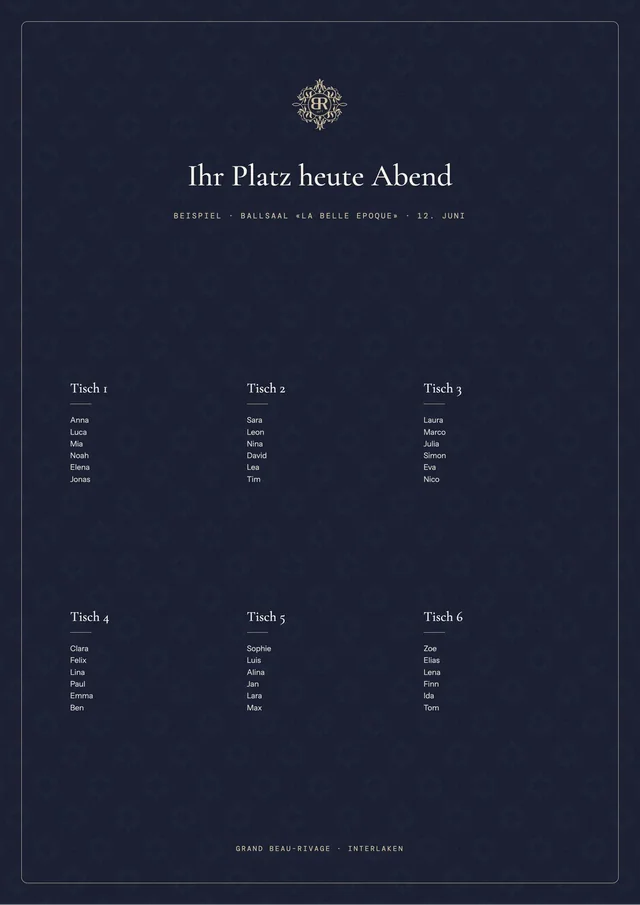 BR
Ihr Platz heute Abend
BEISPIEL · BALLSAAL «LA BELLE EPOQUE» · 12. JUNI
Tisch 1
Anna
Luca
Mia
Noah
Elena
Jonas
Tisch 2
Sara
Leon
Nina
David
Lea
Tim
Tisch 3
Laura
Marco
Julia
Simon
Eva
Nico
Tisch 4
Clara
Felix
Lina
Paul
Emma
Ben
Tisch 5
Sophie
Luis
Alina
Jan
Lara
Max
Tisch 6
Zoe
Elias
Lena
Finn
Ida
Tom
GRAND BEAU-RIVAGE · INTERLAKEN